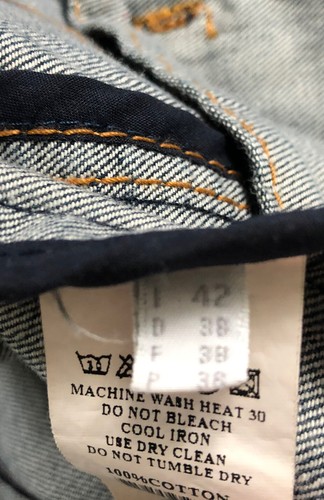 I 42
D 38
F 38
P 38
MACHINE WASH HEAT 30
DO NOT BLEACH
COOL IRON
USE DRY CLEAN
DO NOT TUMBLE DRY
100%COTTON